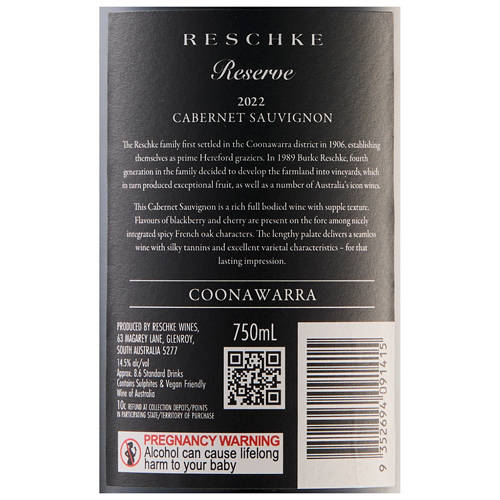 RESCHKE
Reserve
2022
CABERNET SAUVIGNON
The Reschke family first settled in the Coonawarra district in 1906, establishing
themselves as prime Hereford graziers. In 1989 Burke Reschke, fourth
generation in the family decided to develop the farmland into vineyards, which
in turn produced exceptional fruit, as well as a number of Australia's icon wines.
This Cabernet Sauvignon is a rich full bodied wine with supple texture.
Flavours of blackberry and cherry are present on the fore among nicely
integrated spicy French oak characters. The lengthy palate delivers a seamless
wine with silky tannins and excellent varietal characteristics – for that
lasting impression.
COONAWARRA
PRODUCED BY RESCHKE WINES,
63 MAGAREY LANE, GLENROY,
SOUTH AUSTRALIA 5277
14.5% alc/vol
Approx. 8.6 Standard Drinks
Contains Sulphites & Vegan Friendly
Wine of Australia
10c REFUND AT COLLECTION DEPOTS/POINTS
IN PARTICIPATING STATE/TERRITORY OF PURCHASE
750mL
9 352694 091415
PREGNANCY WARNING
Alcohol can cause lifelong
harm to your baby